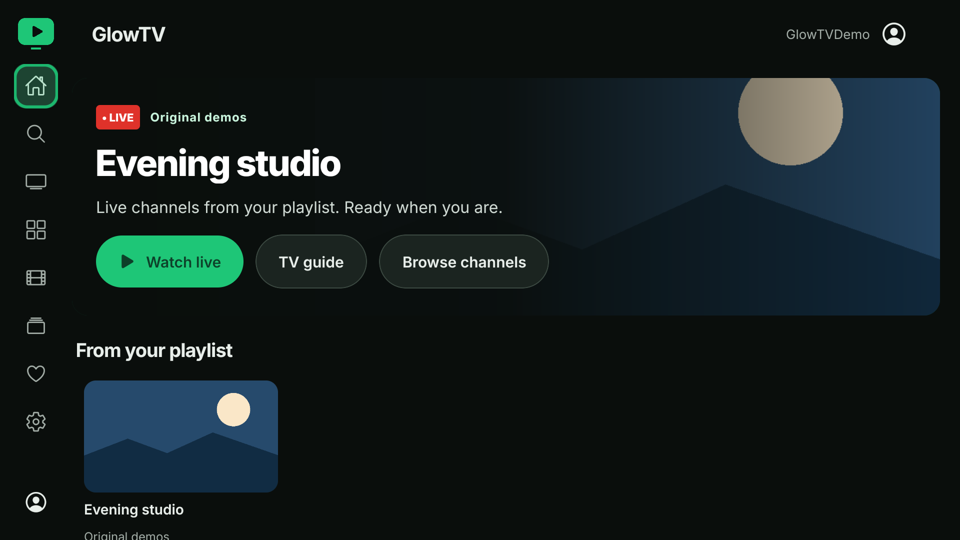 GlowTV
GlowTVDemo
• LIVE Original demos
Evening studio
Live channels from your playlist. Ready when you are.
Watch live
TV guide
Browse channels
From your playlist
Evening studio
Original demos